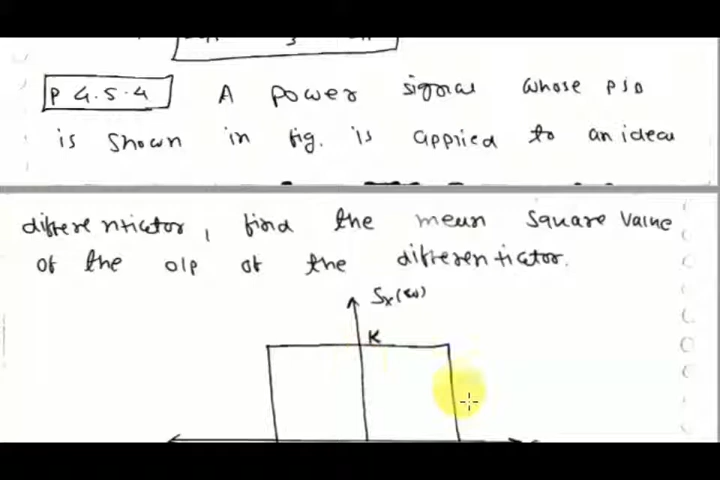 P 4.5.4 A power signal whose PSD
is shown in fig. is applied to an ideal
differentiator, find the mean square value
of the o/p of the differentiator.
Sx(ω)
K